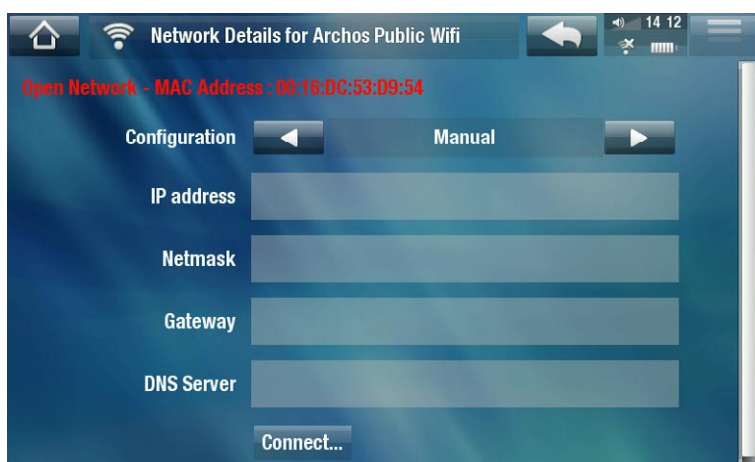 Network Details for Archos Public Wifi
14 12
Open Network - MAC Address : 00:16:DC:53:D9:54
Configuration Manual
IP address
Netmask
Gateway
DNS Server
Connect...